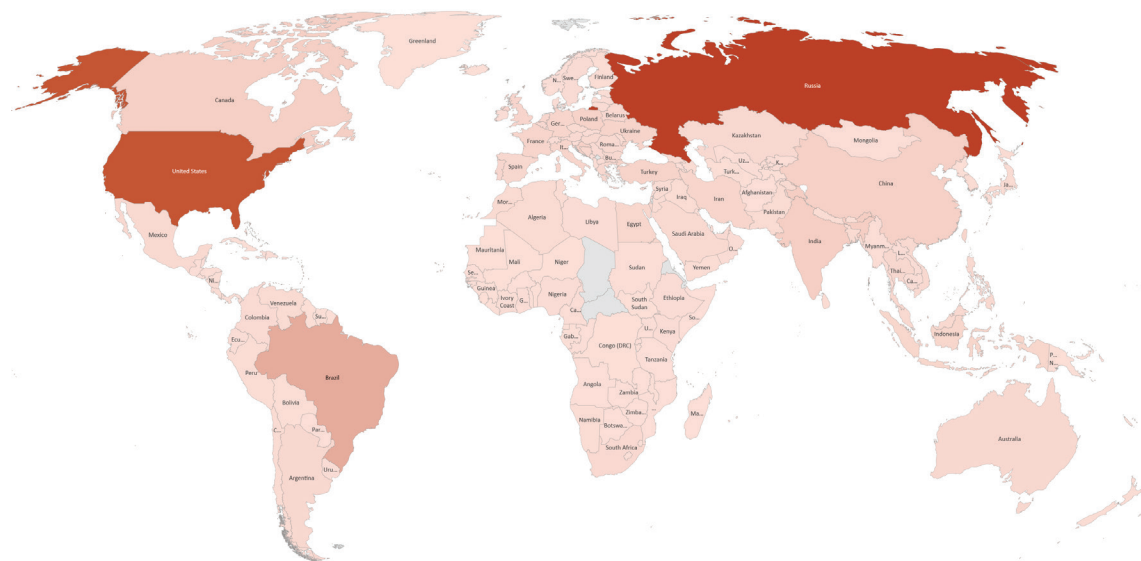 Greenland
Canada
United States
Mexico
Ni...
Venezuela
Colombia
Su...
Ecu...
Peru
Brazil
Bolivia
Par...
C...
Uru...
Argentina
N...
Swe...
Finland
Russia
Ger...
Poland
Belarus
Ukraine
France
It...
Roma...
Bu...
Spain
Turkey
Kazakhstan
Mongolia
Uz...
K...
Turk...
Syria
Iraq
Iran
Afghanistan
Pakistan
China
Ja...
India
Myanm...
L...
Thai...
Ca...
Mor...
Algeria
Libya
Egypt
Saudi Arabia
O...
Yemen
Mauritania
Mali
Niger
Sudan
Se...
Guinea
Ivory
Coast
G...
Nigeria
Ca...
South
Sudan
Ethiopia
So...
Gab...
Congo (DRC)
U...
Kenya
Tanzania
Angola
Zambia
Zimba...
Ma...
Namibia
Botswa...
South Africa
Indonesia
P...
N...
Australia